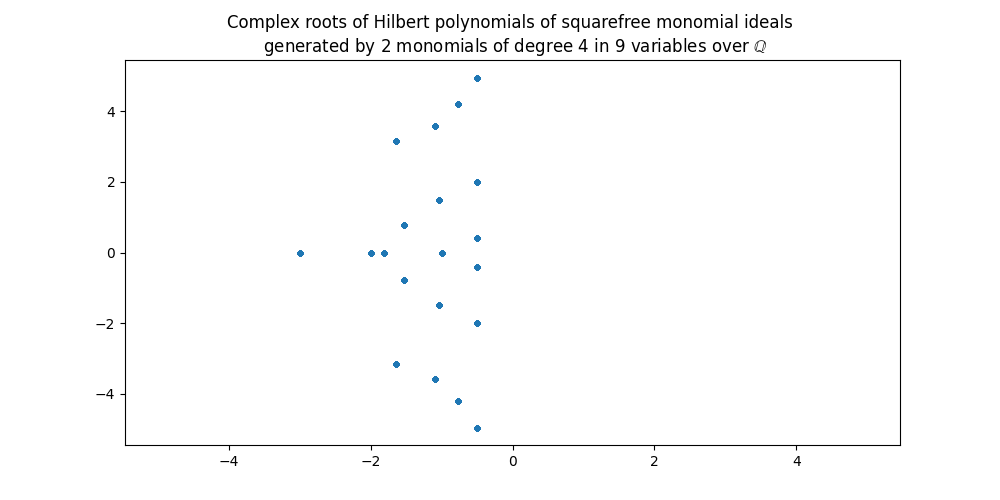 Complex roots of Hilbert polynomials of squarefree monomial ideals
generated by 2 monomials of degree 4 in 9 variables over ℚ
4
2
0
−2
−4
−4 −2 0 2 4